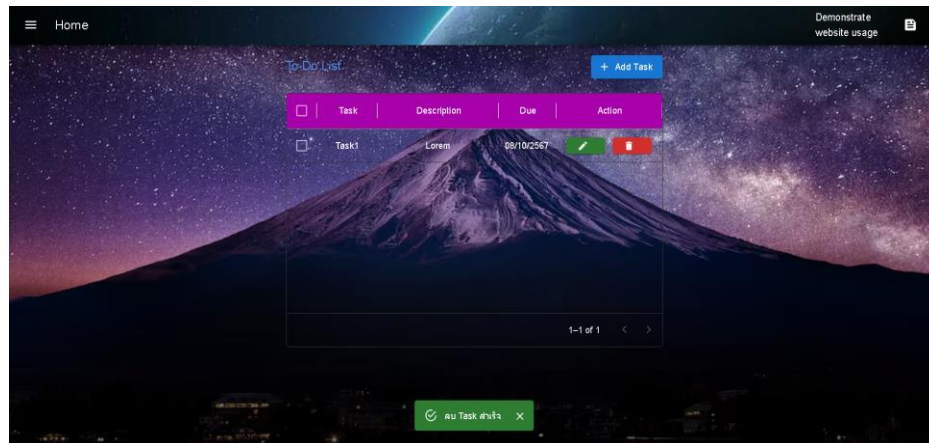 Home
Demonstrate
website usage
To-Do List
+ Add Task
Task
Description
Due
Action
Task1
Lorem
08/10/2567
1–1 of 1
ลบ Task สำเร็จ